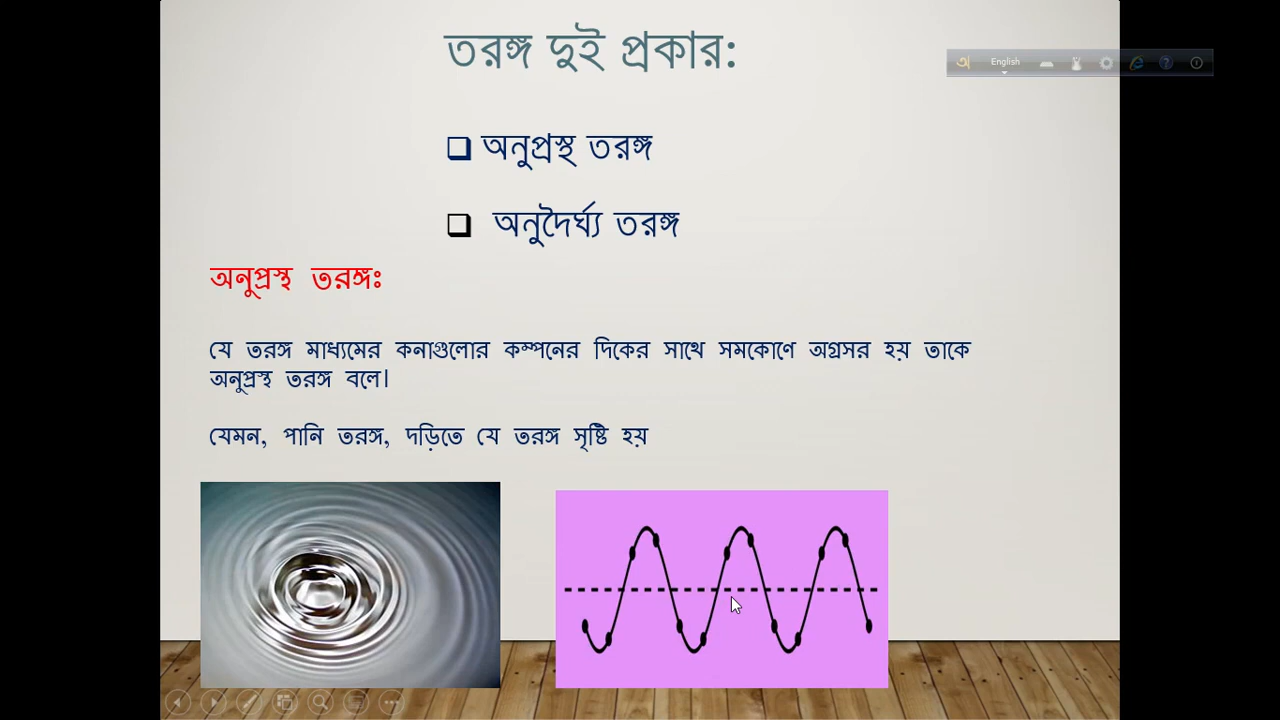 তরঙ্গ দুই প্রকার:
English
অনুপ্রস্থ তরঙ্গ
অনুদৈর্ঘ্য তরঙ্গ
অনুপ্রস্থ তরঙ্গঃ
যে তরঙ্গ মাধ্যমের কনাগুলোর কম্পনের দিকের সাথে সমকোণে অগ্রসর হয় তাকে
অনুপ্রস্থ তরঙ্গ বলে।
যেমন, পানি তরঙ্গ, দড়িতে যে তরঙ্গ সৃষ্টি হয়